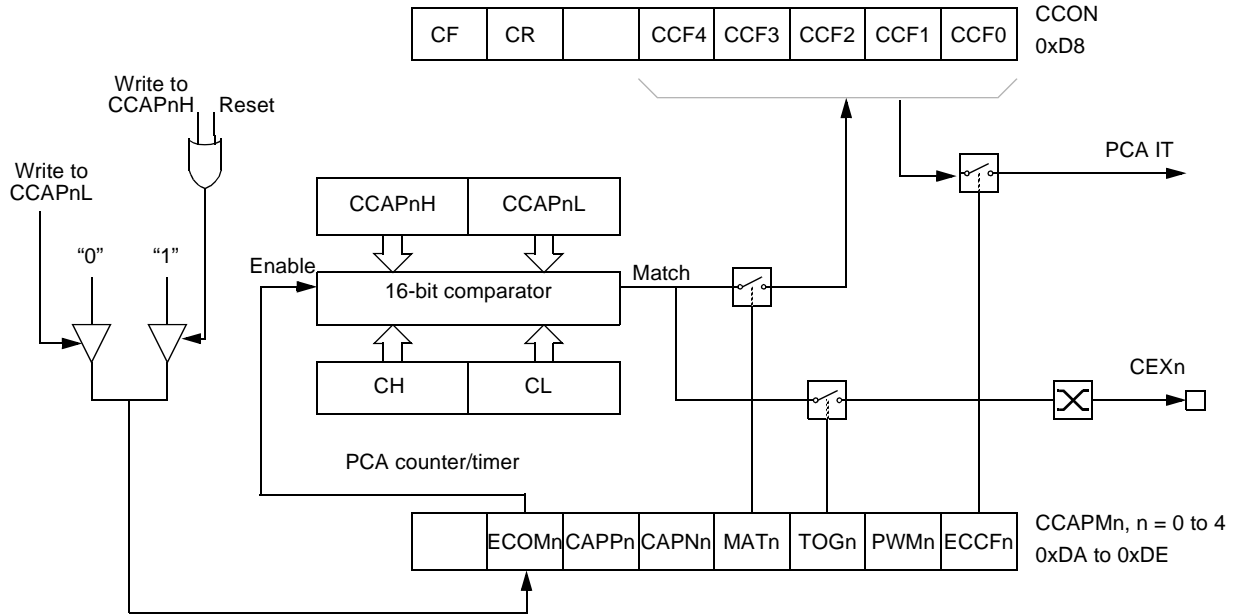 CF CR CCF4 CCF3 CCF2 CCF1 CCF0
CCON
0xD8
Write to
CCAPnH Reset
Write to
CCAPnL
PCA IT
CCAPnH CCAPnL
“0” “1”
Enable
16-bit comparator
Match
CH CL
CEXn
PCA counter/timer
ECOMn CAPPn CAPNn MATn TOGn PWMn ECCFn
CCAPMn, n = 0 to 4
0xDA to 0xDE